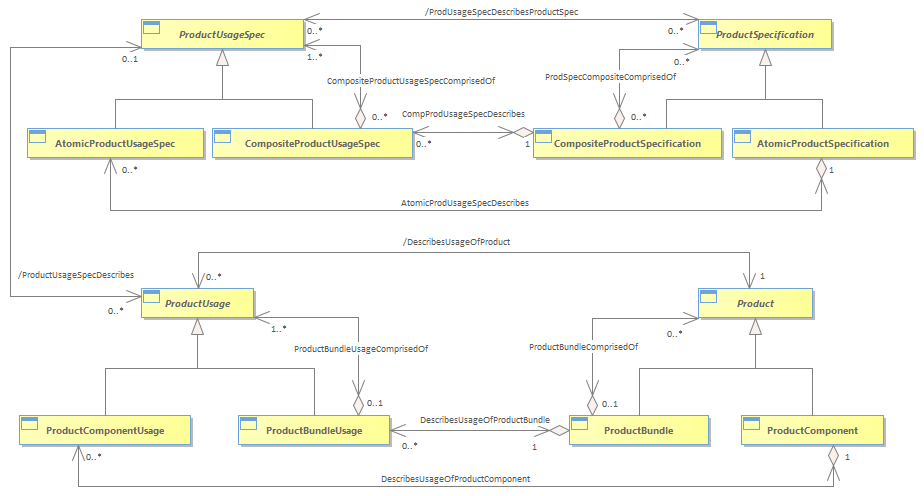 /ProdUsageSpecDescribesProductSpec
ProductUsageSpec
0..*
0..*
ProductSpecification
0..1
1..*
0..*
CompositeProductUsageSpecComprisedOf
ProdSpecCompositeComprisedOf
0..*
CompProdUsageSpecDescribes
0..*
AtomicProductUsageSpec
CompositeProductUsageSpec
0..*
1
CompositeProductSpecification
AtomicProductSpecification
0..*
1
AtomicProdUsageSpecDescribes
/DescribesUsageOfProduct
/ProductUsageSpecDescribes
0..*
1
ProductUsage
Product
0..*
1..*
0..*
ProductBundleUsageComprisedOf
ProductBundleComprisedOf
0..1
0..1
DescribesUsageOfProductBundle
ProductComponentUsage
ProductBundleUsage
ProductBundle
ProductComponent
0..*
1
0..*
1
DescribesUsageOfProductComponent